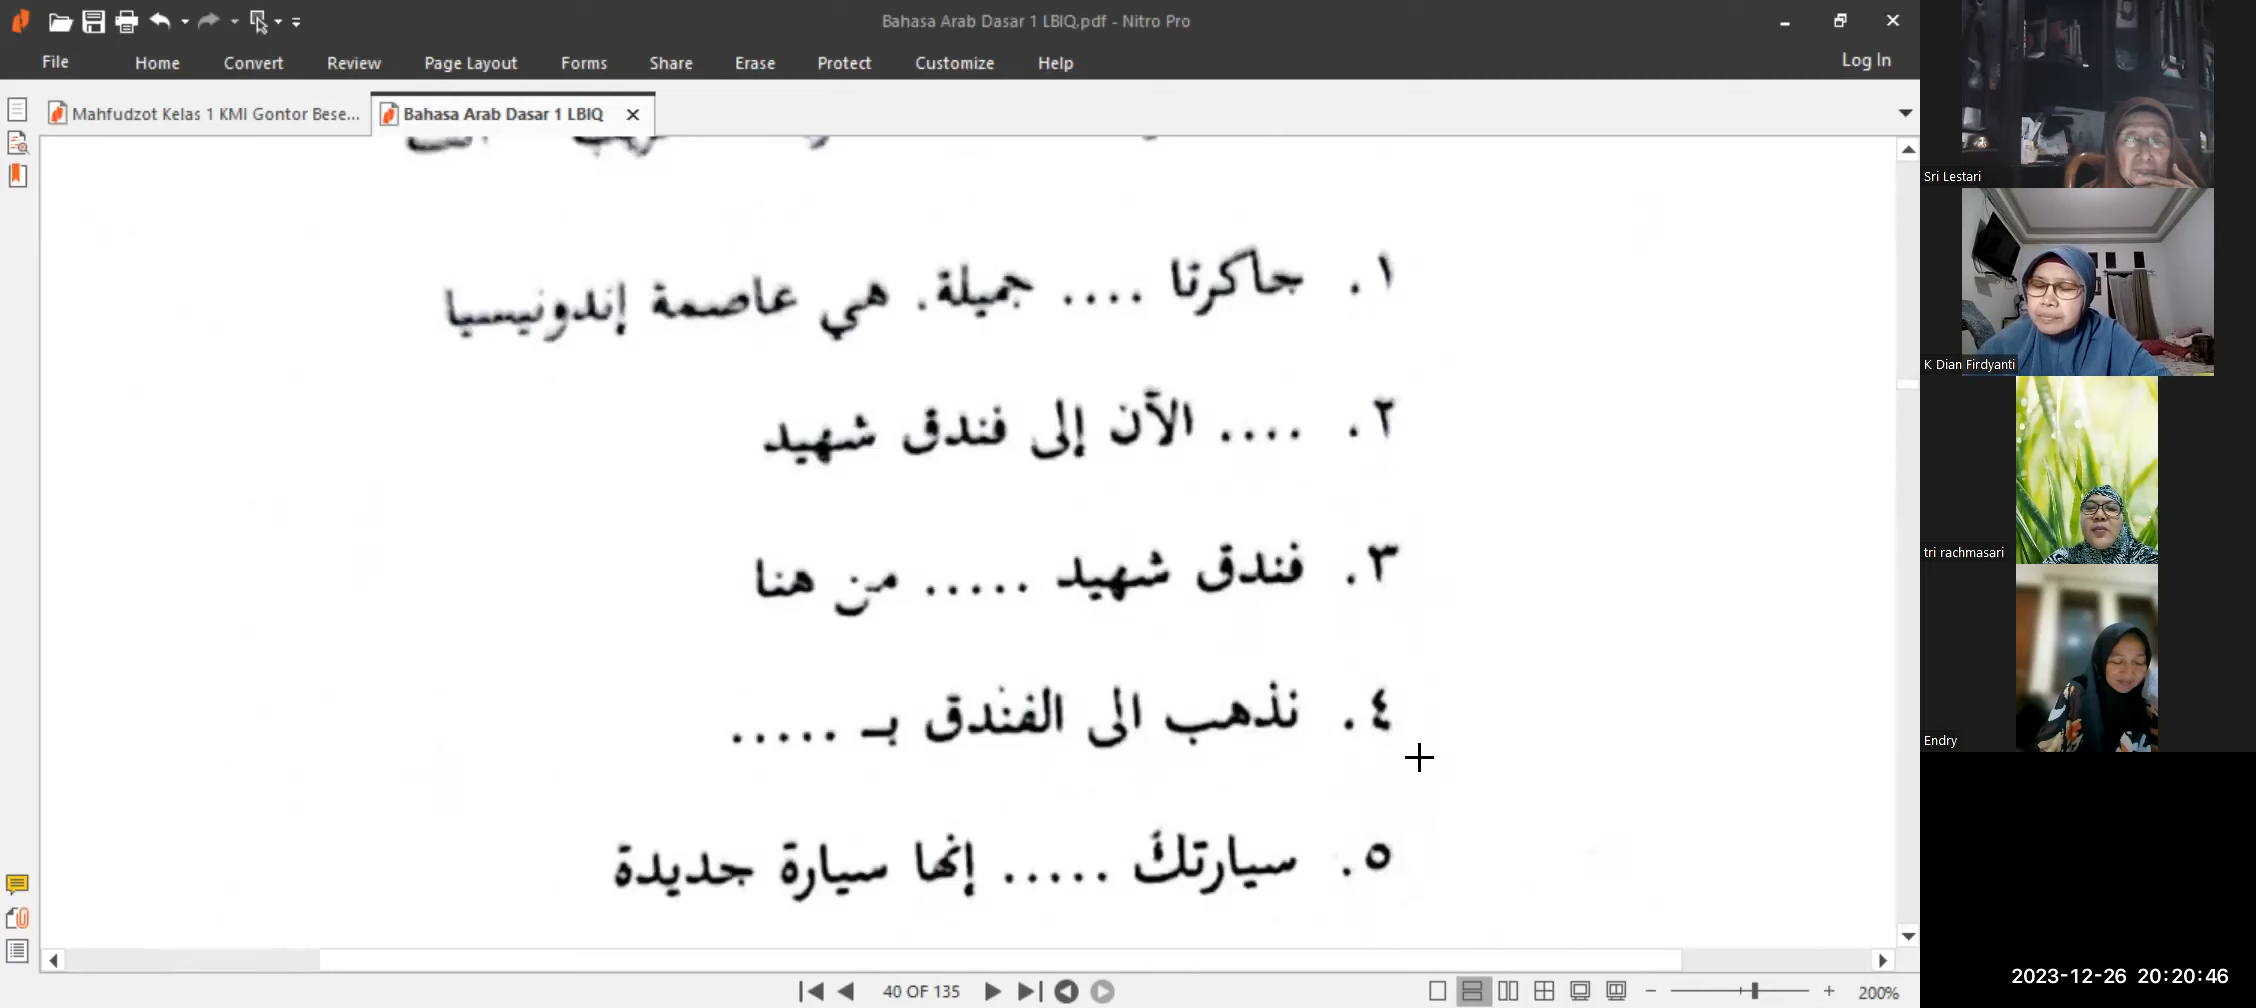 Bahasa Arab Dasar 1 LBIQ.pdf - Nitro Pro
File Home Convert Review Page Layout Forms Share Erase Protect Customize Help Log In
Mahfudzot Kelas 1 KMI Gontor Bese... Bahasa Arab Dasar 1 LBIQ
١. جاكرتا .... جميلة. هي عاصمة إندونيسيا
٢. .... الآن إلى فندق شهيد
٣. فندق شهيد ..... من هنا
٤. نذهب الى الفندق بـ .....
٥. سيارتكَ ..... إنها سيارة جديدة
40 OF 135
200%
Sri Lestari
K Dian Firdyanti
tri rachmasari
Endry
2023-12-26 20:20:46